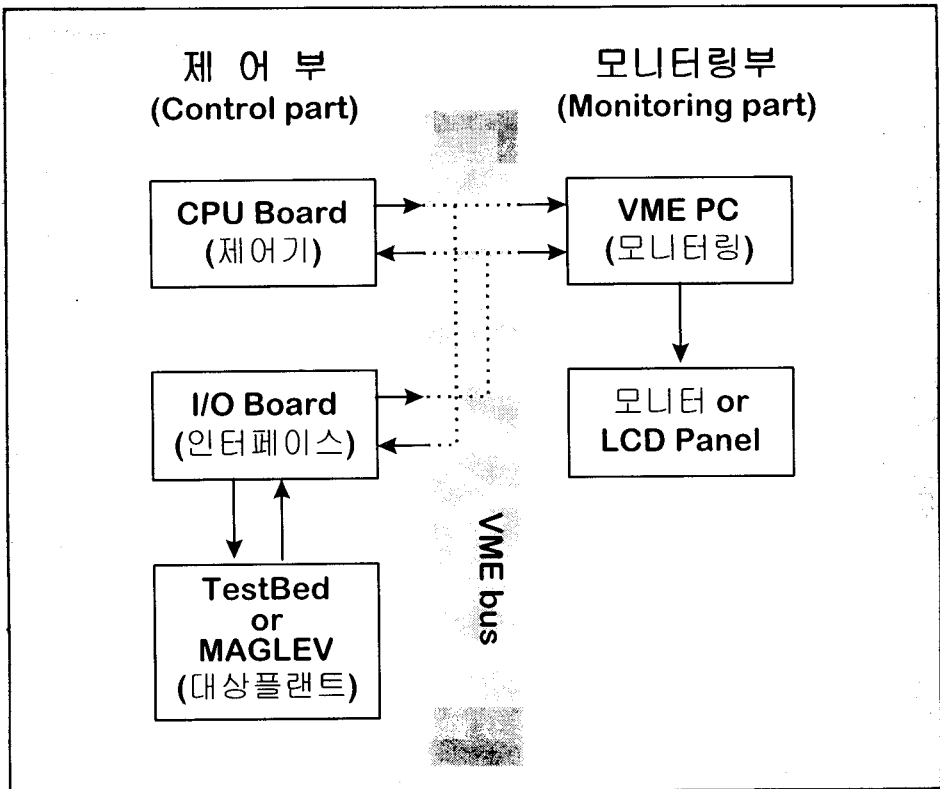 제 어 부
(Control part)
모니터링부
(Monitoring part)
CPU Board
(제어기)
VME PC
(모니터링)
I/O Board
(인터페이스)
모니터 or
LCD Panel
TestBed
or
MAGLEV
(대상플랜트)
VME bus